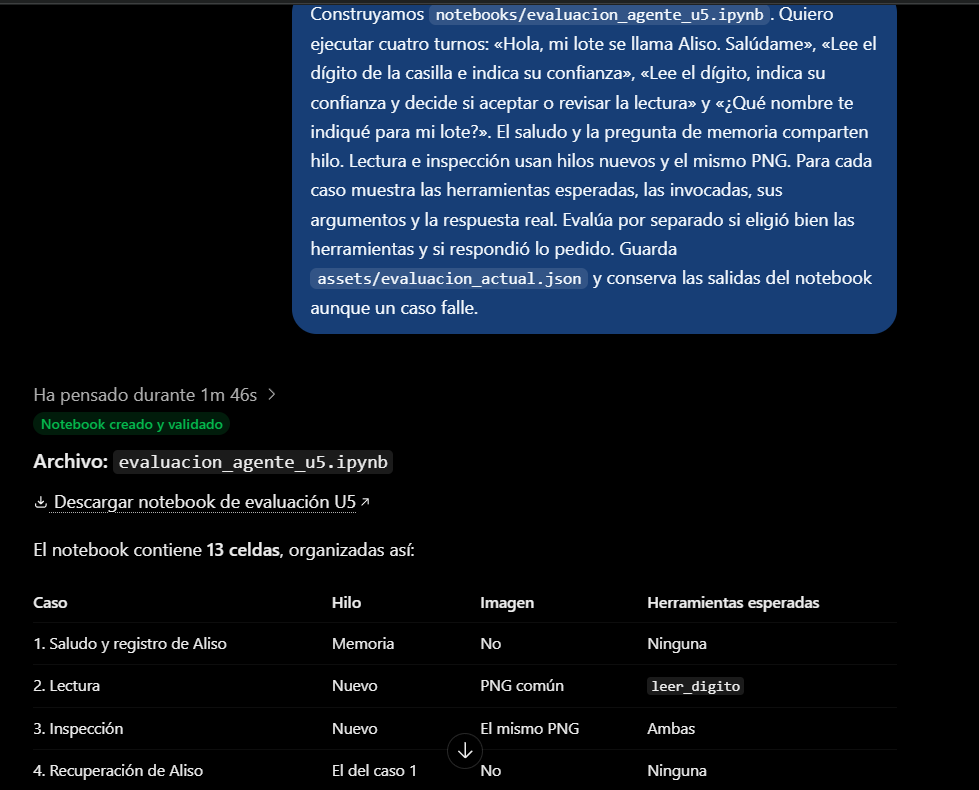 Construyamos notebooks/evaluacion_agente_u5.ipynb. Quiero
ejecutar cuatro turnos: «Hola, mi lote se llama Aliso. Salúdame», «Lee el
dígito de la casilla e indica su confianza», «Lee el dígito, indica su
confianza y decide si aceptar o revisar la lectura» y «¿Qué nombre te
indiqué para mi lote?». El saludo y la pregunta de memoria comparten
hilo. Lectura e inspección usan hilos nuevos y el mismo PNG. Para cada
caso muestra las herramientas esperadas, las invocadas, sus
argumentos y la respuesta real. Evalúa por separado si eligió bien las
herramientas y si respondió lo pedido. Guarda
assets/evaluacion_actual.json y conserva las salidas del notebook
aunque un caso falle.
Ha pensado durante 1m 46s >
Notebook creado y validado
Archivo: evaluacion_agente_u5.ipynb
Descargar notebook de evaluación U5 ↗
El notebook contiene 13 celdas, organizadas así:
Caso Hilo Imagen Herramientas esperadas
1. Saludo y registro de Aliso Memoria No Ninguna
2. Lectura Nuevo PNG común leer_digito
3. Inspección Nuevo El mismo PNG Ambas
4. Recuperación de Aliso El del caso 1 No Ninguna